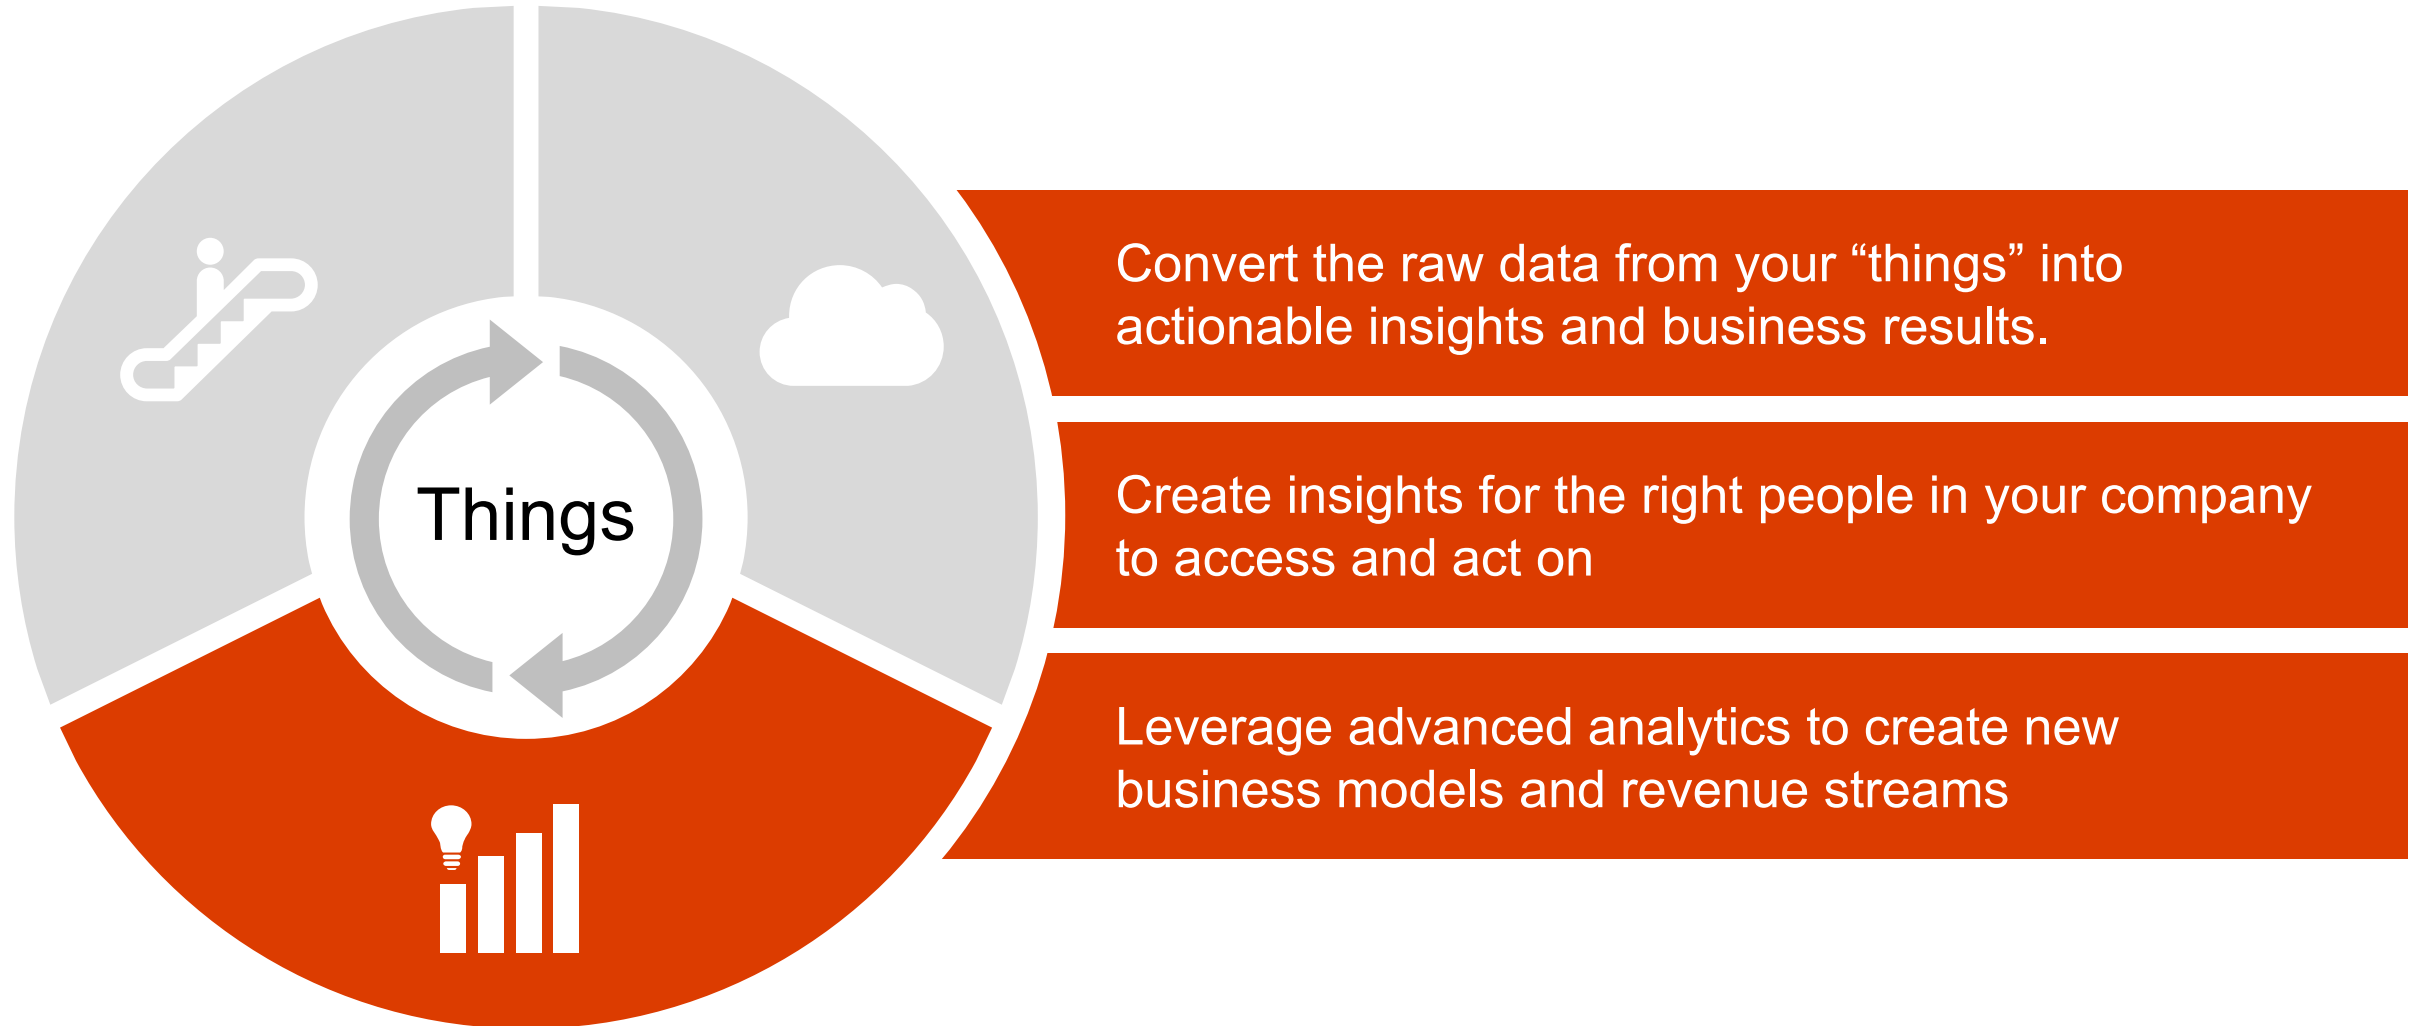 Things
Convert the raw data from your “things” into
actionable insights and business results.
Create insights for the right people in your company
to access and act on
Leverage advanced analytics to create new
business models and revenue streams